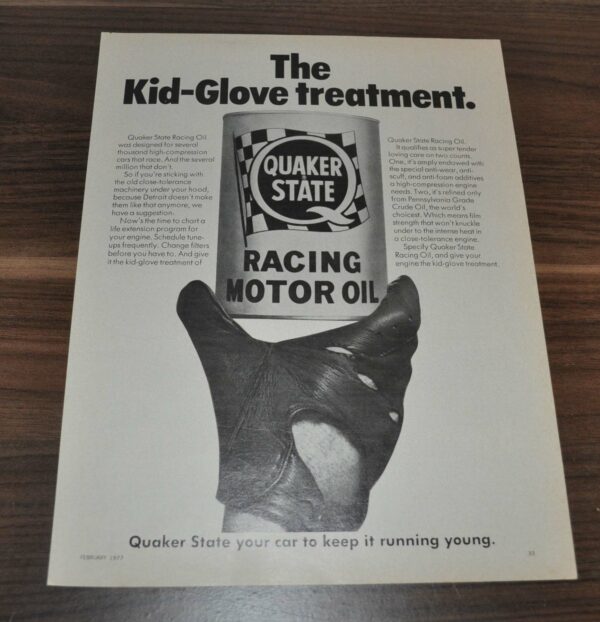 The
Kid-Glove treatment.
Quaker State Racing Oil
was designed for several
thousand high-compression
cars that race. And the several
million that don't.
So if you're sticking with
the old close-tolerance
machinery under your hood,
because Detroit doesn't make
them like that anymore, we
have a suggestion.
Now's the time to chart a
life extension program for
your engine. Schedule tune-
ups frequently. Change filters
before you have to. And give
it the kid-glove treatment of
Quaker State Racing Oil.
It qualifies as super tender
loving care on two counts.
One, it's amply endowed with
the special anti-wear, anti-
scuff, and anti-foam additives
a high-compression engine
needs. Two, it's refined only
from Pennsylvania Grade
Crude Oil, the world's
choicest. Which means film
strength that won't knuckle
under to the intense heat in
a close-tolerance engine.
Specify Quaker State
Racing Oil, and give your
engine the kid-glove treatment.
QUAKER
STATE
RACING
MOTOR OIL
Quaker State your car to keep it running young.
FEBRUARY 1977